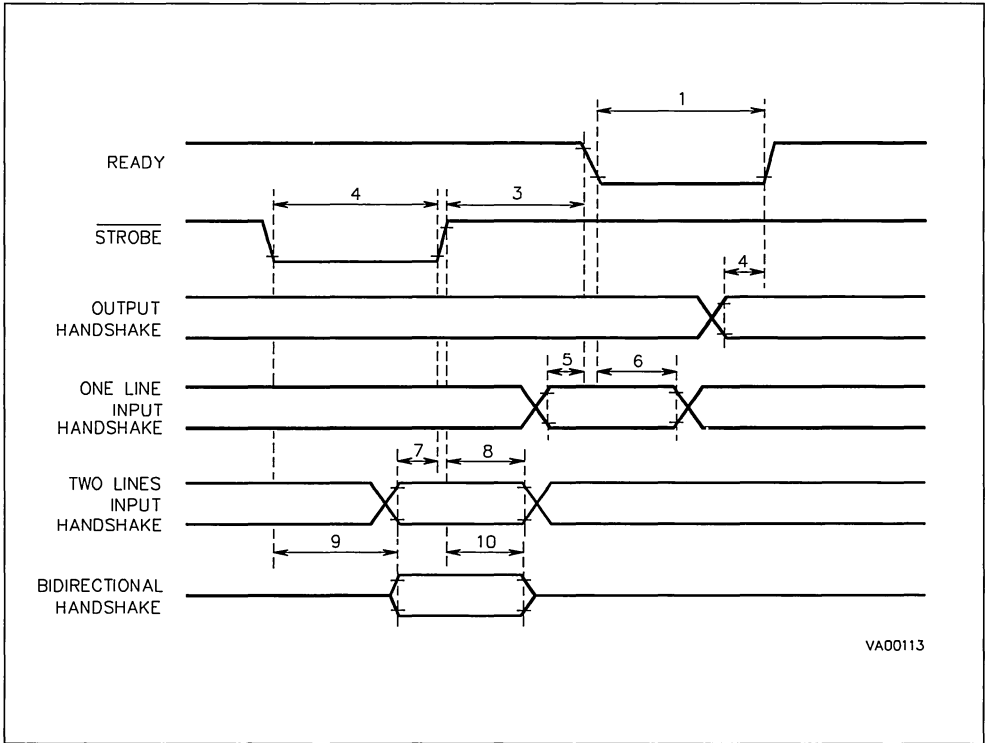 1
READY
4
3
STROBE
4
OUTPUT
HANDSHAKE
5
6
ONE LINE
INPUT
HANDSHAKE
7
8
TWO LINES
INPUT
HANDSHAKE
9
10
BIDIRECTIONAL
HANDSHAKE
VA00113